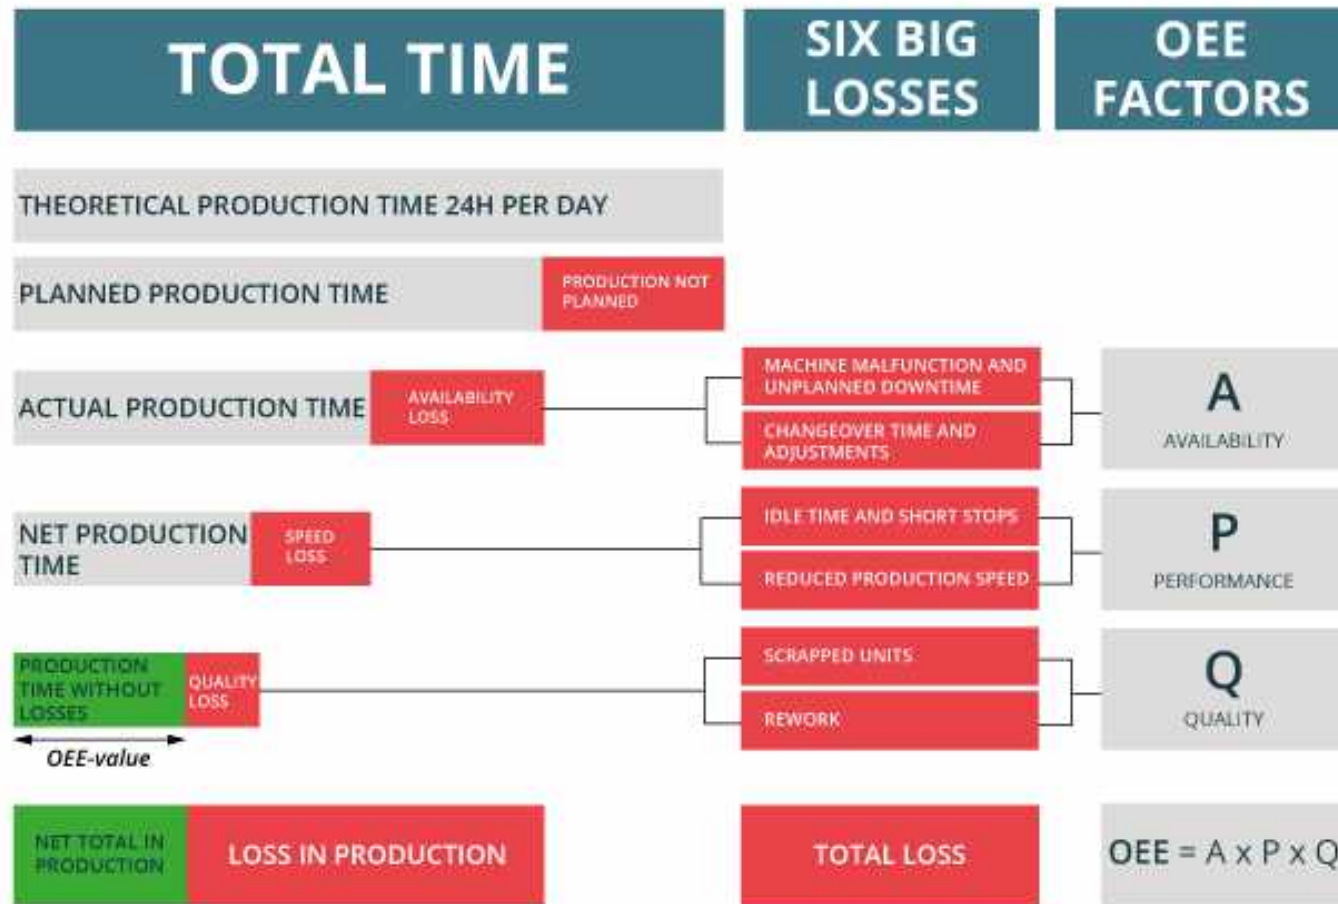 TOTAL TIME
SIX BIG
LOSSES
OEE
FACTORS
THEORETICAL PRODUCTION TIME 24H PER DAY
PLANNED PRODUCTION TIME
PRODUCTION NOT
PLANNED
ACTUAL PRODUCTION TIME
AVAILABILITY
LOSS
MACHINE MALFUNCTION AND
UNPLANNED DOWNTIME
CHANGEOVER TIME AND
ADJUSTMENTS
A
AVAILABILITY
NET PRODUCTION
TIME
SPEED
LOSS
IDLE TIME AND SHORT STOPS
REDUCED PRODUCTION SPEED
P
PERFORMANCE
PRODUCTION
TIME WITHOUT
LOSSES
QUALITY
LOSS
SCRAPPED UNITS
REWORK
Q
QUALITY
OEE-value
NET TOTAL IN
PRODUCTION
LOSS IN PRODUCTION
TOTAL LOSS
OEE = A x P x Q